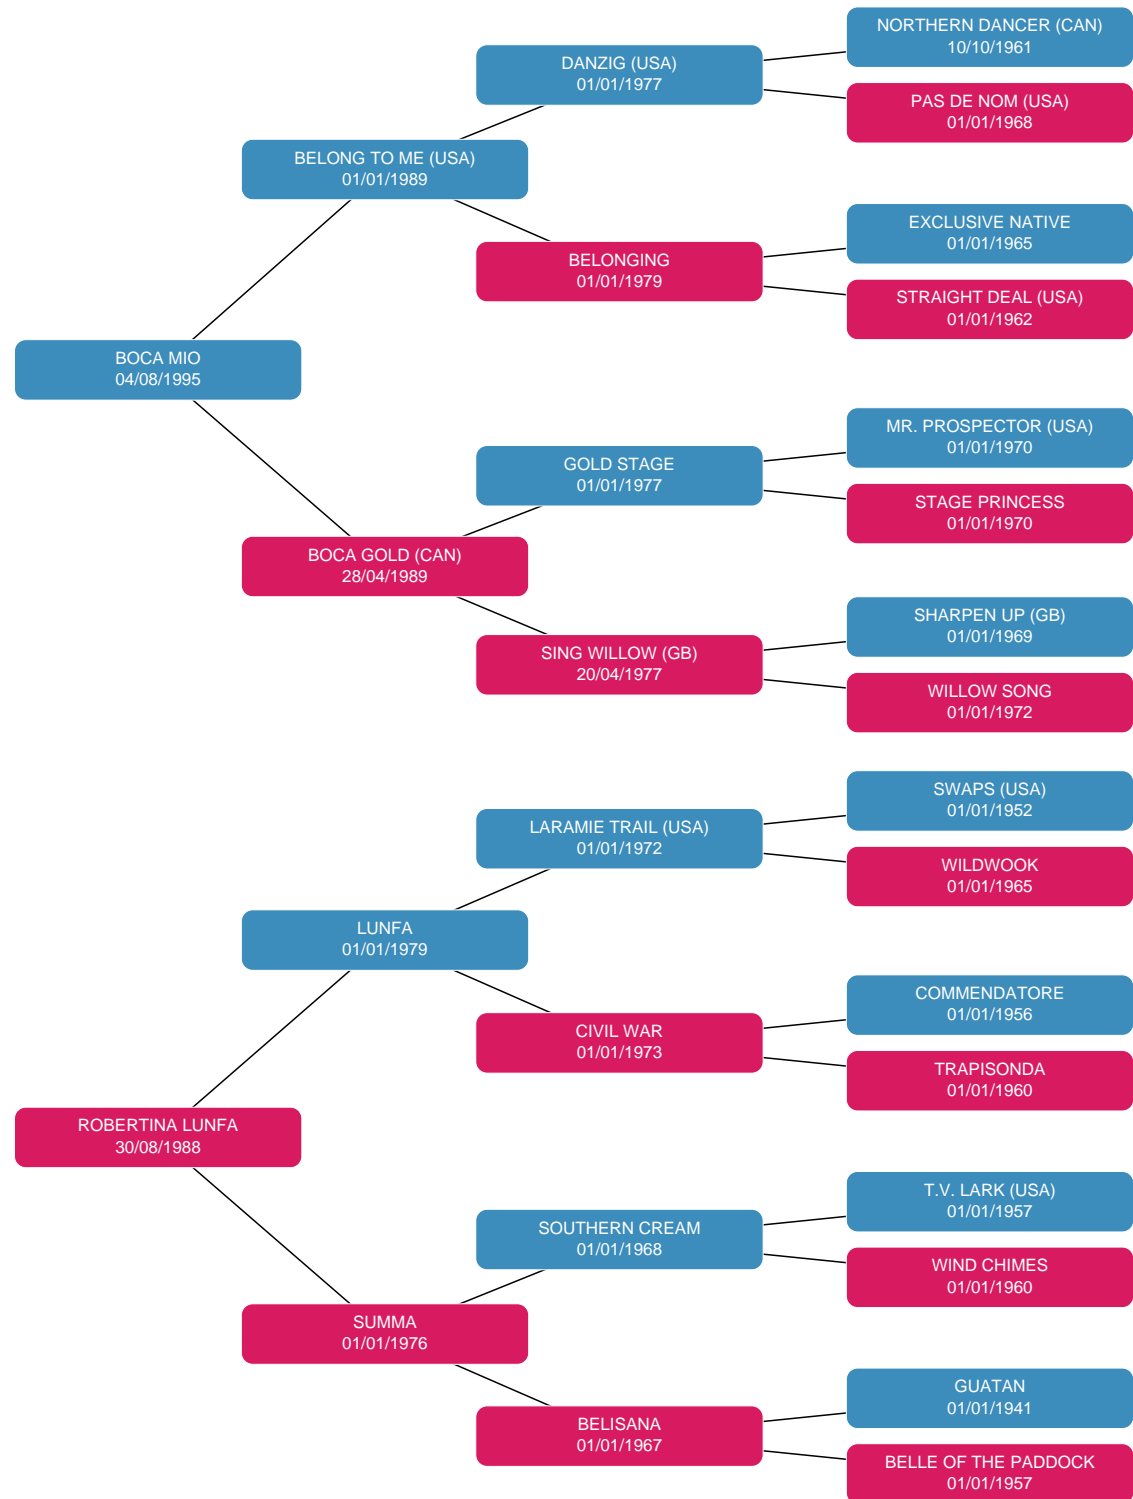 NORTHERN DANCER (CAN)
10/10/1961
DANZIG (USA)
01/01/1977
PAS DE NOM (USA)
01/01/1968
BELONG TO ME (USA)
01/01/1989
EXCLUSIVE NATIVE
01/01/1965
BELONGING
01/01/1979
STRAIGHT DEAL (USA)
01/01/1962
BOCA MIO
04/08/1995
MR. PROSPECTOR (USA)
01/01/1970
GOLD STAGE
01/01/1977
STAGE PRINCESS
01/01/1970
BOCA GOLD (CAN)
28/04/1989
SHARPEN UP (GB)
01/01/1969
SING WILLOW (GB)
20/04/1977
WILLOW SONG
01/01/1972
SWAPS (USA)
01/01/1952
LARAMIE TRAIL (USA)
01/01/1972
WILDWOOK
01/01/1965
LUNFA
01/01/1979
COMMENDATORE
01/01/1956
CIVIL WAR
01/01/1973
TRAPISONDA
01/01/1960
ROBERTINA LUNFA
30/08/1988
T.V. LARK (USA)
01/01/1957
SOUTHERN CREAM
01/01/1968
WIND CHIMES
01/01/1960
SUMMA
01/01/1976
GUATAN
01/01/1941
BELISANA
01/01/1967
BELLE OF THE PADDOCK
01/01/1957